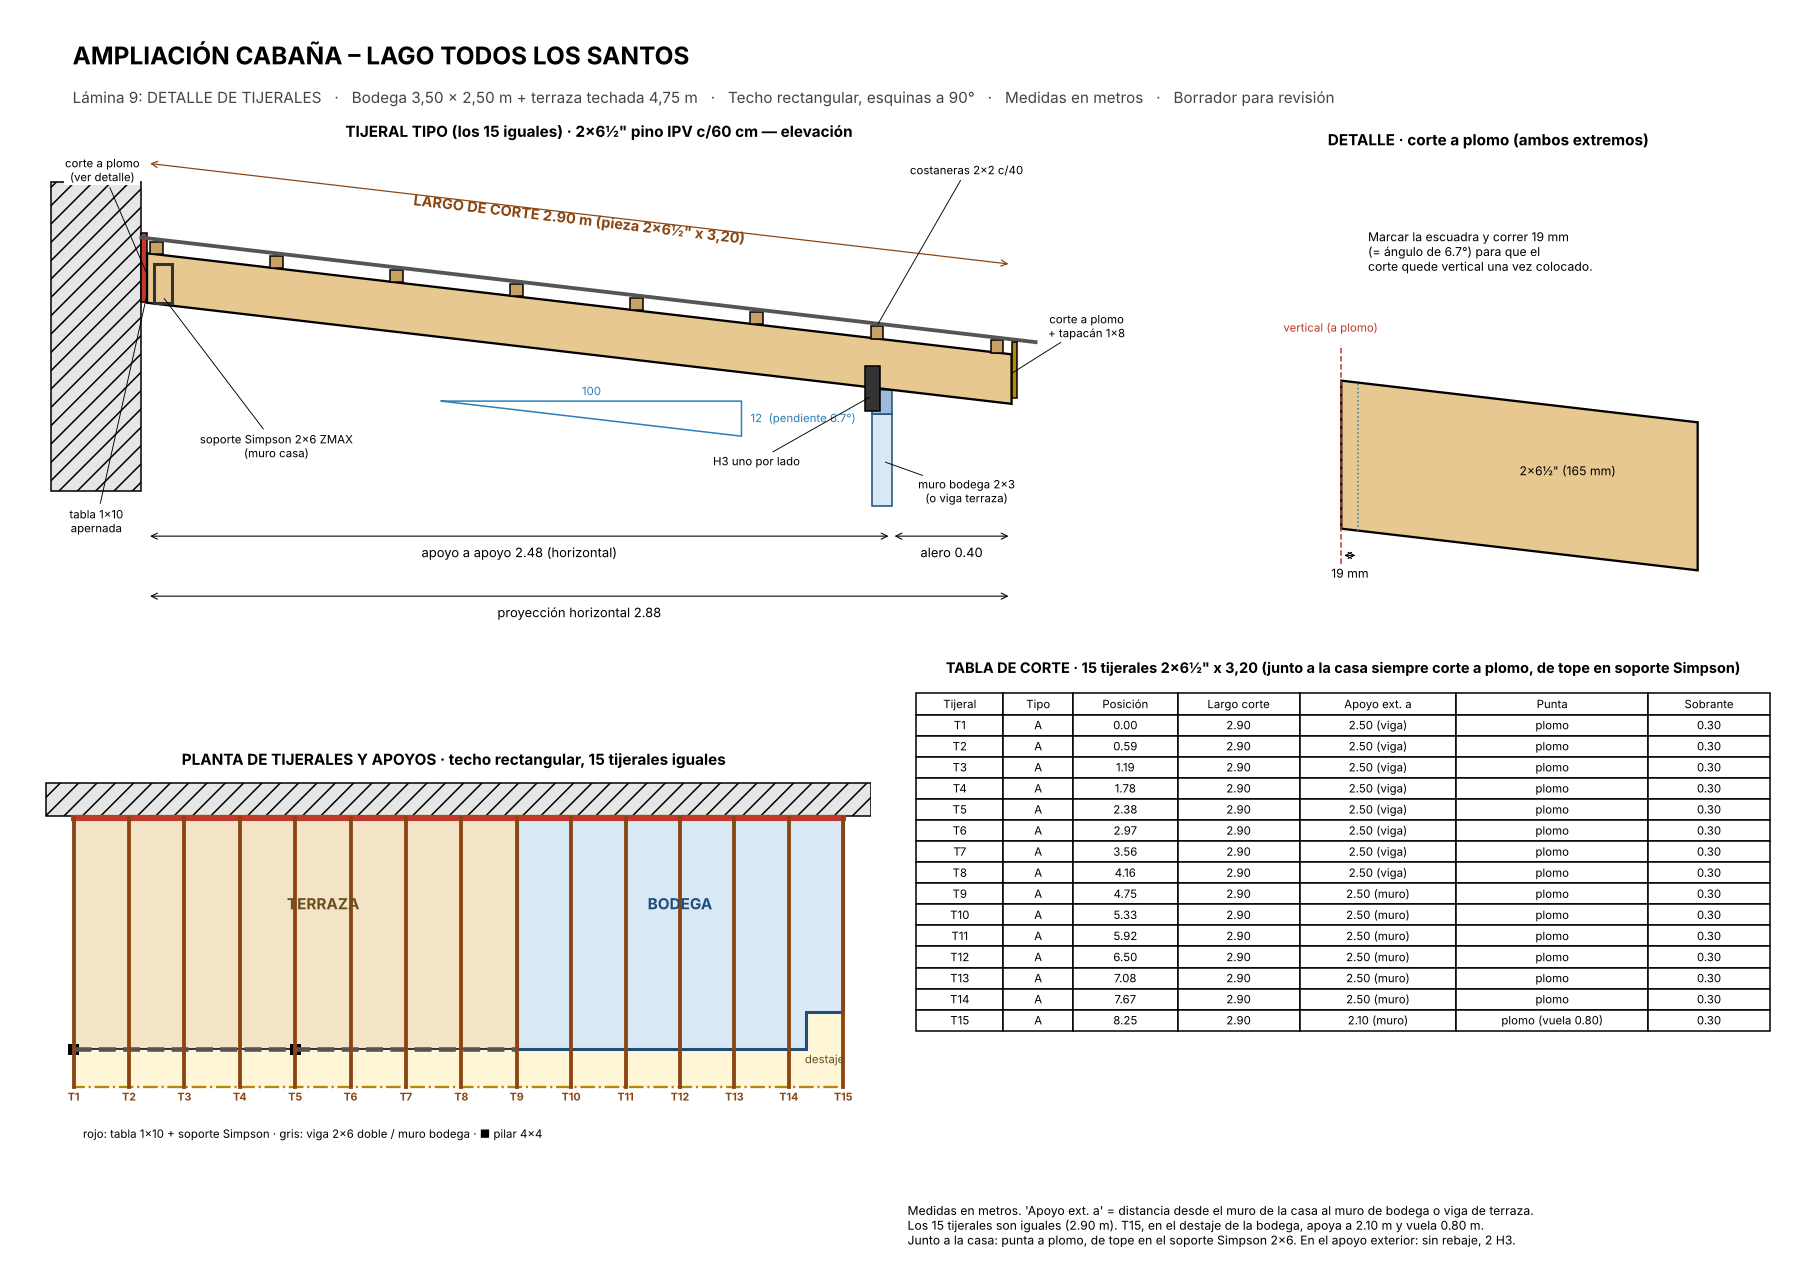 AMPLIACIÓN CABAÑA – LAGO TODOS LOS SANTOS
Lámina 9: DETALLE DE TIJERALES · Bodega 3,50 × 2,50 m + terraza techada 4,75 m · Techo rectangular, esquinas a 90° · Medidas en metros · Borrador para revisión
TIJERAL TIPO (los 15 iguales) · 2×6½" pino IPV c/60 cm — elevación
corte a plomo
(ver detalle)
LARGO DE CORTE 2.90 m (pieza 2×6½" x 3,20)
costaneras 2×2 c/40
corte a plomo
+ tapacán 1×8
100
12 (pendiente 6.7°)
soporte Simpson 2×6 ZMAX
(muro casa)
H3 uno por lado
muro bodega 2×3
(o viga terraza)
tabla 1×10
apernada
apoyo a apoyo 2.48 (horizontal)
alero 0.40
proyección horizontal 2.88
DETALLE · corte a plomo (ambos extremos)
Marcar la escuadra y correr 19 mm
(= ángulo de 6.7°) para que el
corte quede vertical una vez colocado.
vertical (a plomo)
2×6½" (165 mm)
19 mm
TABLA DE CORTE · 15 tijerales 2×6½" x 3,20 (junto a la casa siempre corte a plomo, de tope en soporte Simpson)
Tijeral Tipo Posición Largo corte Apoyo ext. a Punta Sobrante
T1 A 0.00 2.90 2.50 (viga) plomo 0.30
T2 A 0.59 2.90 2.50 (viga) plomo 0.30
T3 A 1.19 2.90 2.50 (viga) plomo 0.30
T4 A 1.78 2.90 2.50 (viga) plomo 0.30
T5 A 2.38 2.90 2.50 (viga) plomo 0.30
T6 A 2.97 2.90 2.50 (viga) plomo 0.30
T7 A 3.56 2.90 2.50 (viga) plomo 0.30
T8 A 4.16 2.90 2.50 (viga) plomo 0.30
T9 A 4.75 2.90 2.50 (muro) plomo 0.30
T10 A 5.33 2.90 2.50 (muro) plomo 0.30
T11 A 5.92 2.90 2.50 (muro) plomo 0.30
T12 A 6.50 2.90 2.50 (muro) plomo 0.30
T13 A 7.08 2.90 2.50 (muro) plomo 0.30
T14 A 7.67 2.90 2.50 (muro) plomo 0.30
T15 A 8.25 2.90 2.10 (muro) plomo (vuela 0.80) 0.30
PLANTA DE TIJERALES Y APOYOS · techo rectangular, 15 tijerales iguales
TERRAZA
BODEGA
destaje
T1 T2 T3 T4 T5 T6 T7 T8 T9 T10 T11 T12 T13 T14 T15
rojo: tabla 1×10 + soporte Simpson · gris: viga 2×6 doble / muro bodega · ■ pilar 4×4
Medidas en metros. 'Apoyo ext. a' = distancia desde el muro de la casa al muro de bodega o viga de terraza.
Los 15 tijerales son iguales (2.90 m). T15, en el destaje de la bodega, apoya a 2.10 m y vuela 0.80 m.
Junto a la casa: punta a plomo, de tope en el soporte Simpson 2×6. En el apoyo exterior: sin rebaje, 2 H3.